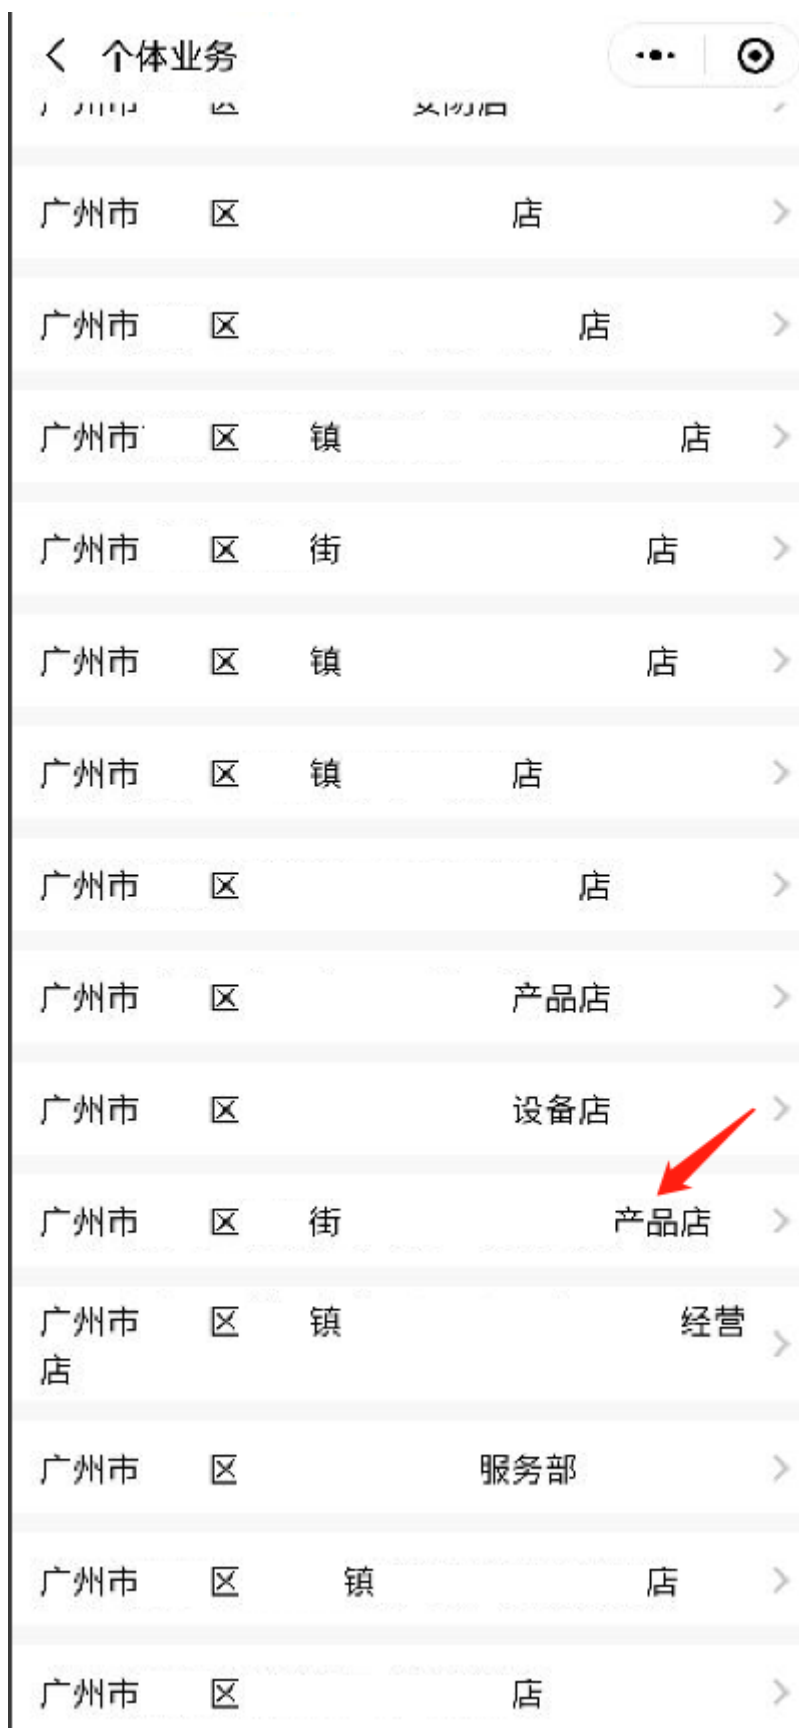 个体业务
广州市 区 店
广州市 区 店
广州市 区 镇 店
广州市 区 街 店
广州市 区 镇 店
广州市 区 镇 店
广州市 区 店
广州市 区 产品店
广州市 区 设备店
广州市 区 街 产品店
广州市 区 镇 经营
店
广州市 区 服务部
广州市 区 镇 店
广州市 区 店